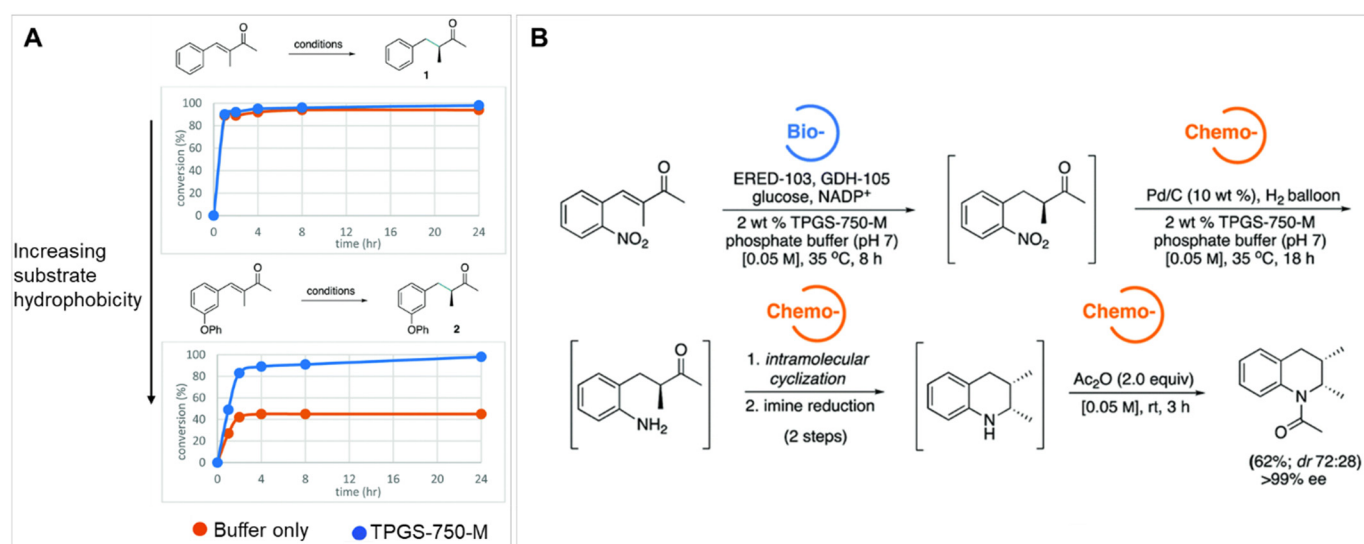 A
O
conditions
O
1
conversion (%)
100
80
60
40
20
0
0 4 8 12 16 20 24
time (hr)
Increasing
substrate
hydrophobicity
O
conditions
O
OPh
OPh
2
conversion (%)
100
80
60
40
20
0
0 4 8 12 16 20 24
time (hr)
Buffer only
TPGS-750-M
B
O
NO2
Bio-
ERED-103, GDH-105
glucose, NADP+
2 wt % TPGS-750-M
phosphate buffer (pH 7)
[0.05 M], 35 ºC, 8 h
O
NO2
Chemo-
Pd/C (10 wt %), H2 balloon
2 wt % TPGS-750-M
phosphate buffer (pH 7)
[0.05 M], 35 ºC, 18 h
O
NH2
Chemo-
1. intramolecular
cyclization
2. imine reduction
(2 steps)
N
H
Chemo-
Ac2O (2.0 equiv)
[0.05 M], rt, 3 h
N
O
(62%; dr 72:28)
>99% ee